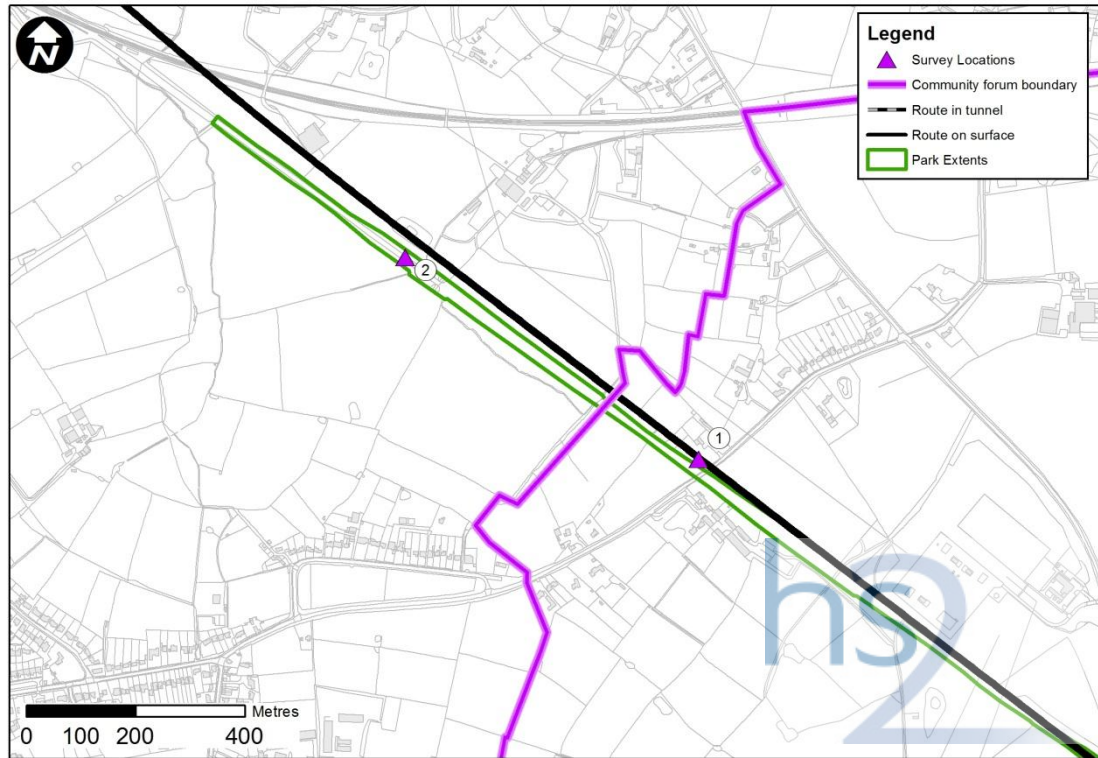 N
Legend
Survey Locations
Community forum boundary
Route in tunnel
Route on surface
Park Extents
2
1
hs2
Metres
0 100 200 400